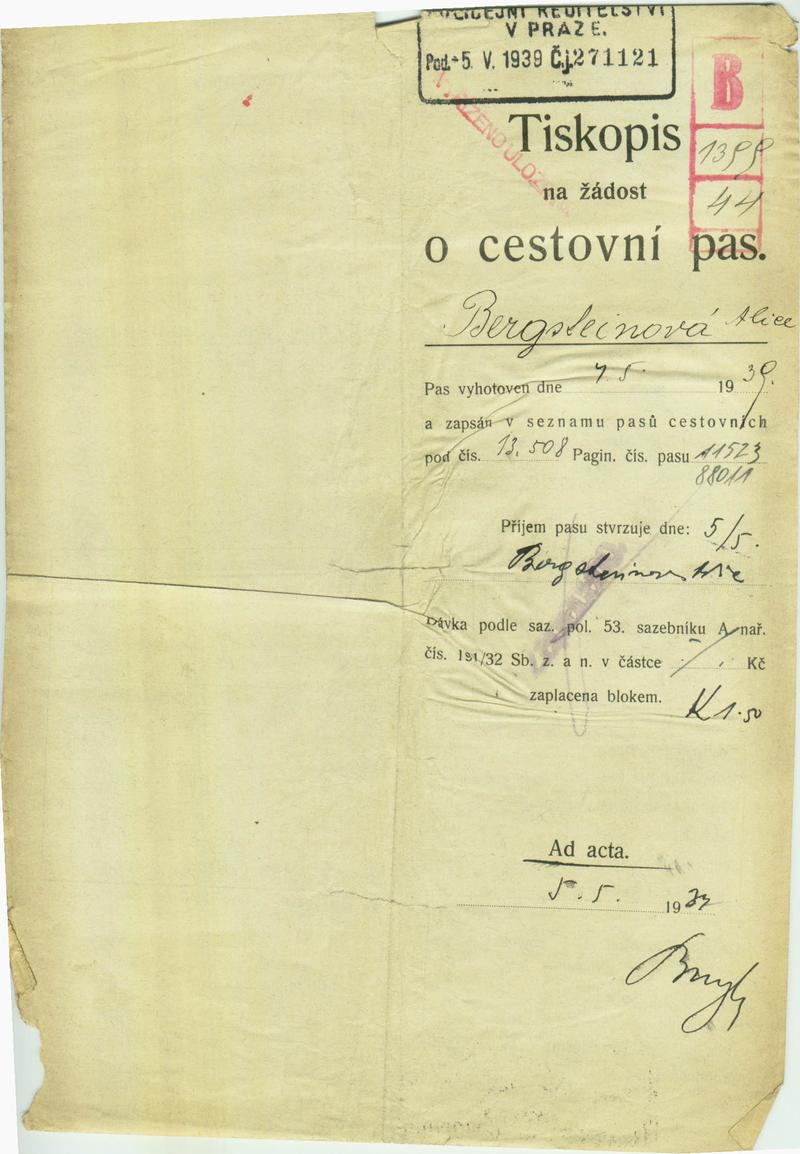 POLICEJNÍ ŘEDITELSTVÍ
V PRAZE.
Pod. -5. V. 1939 Č.j. 271121
B
1399
44
Tiskopis
na žádost
o cestovní pas.
Bergsteinová Alice
Pas vyhotoven dne 5. 1939.
a zapsán v seznamu pasů cestovních
pod čís. 13.508 Pagin. čís. pasu 11523
88011
Příjem pasu stvrzuje dne: 5/5.
Bergsteinova Alice
Dávka podle saz. pol. 53. sazebníku A nař.
čís. 181/32 Sb. z. a n. v částce Kč
zaplacena blokem.
K 1.50
Ad acta.
5. 5. 1939